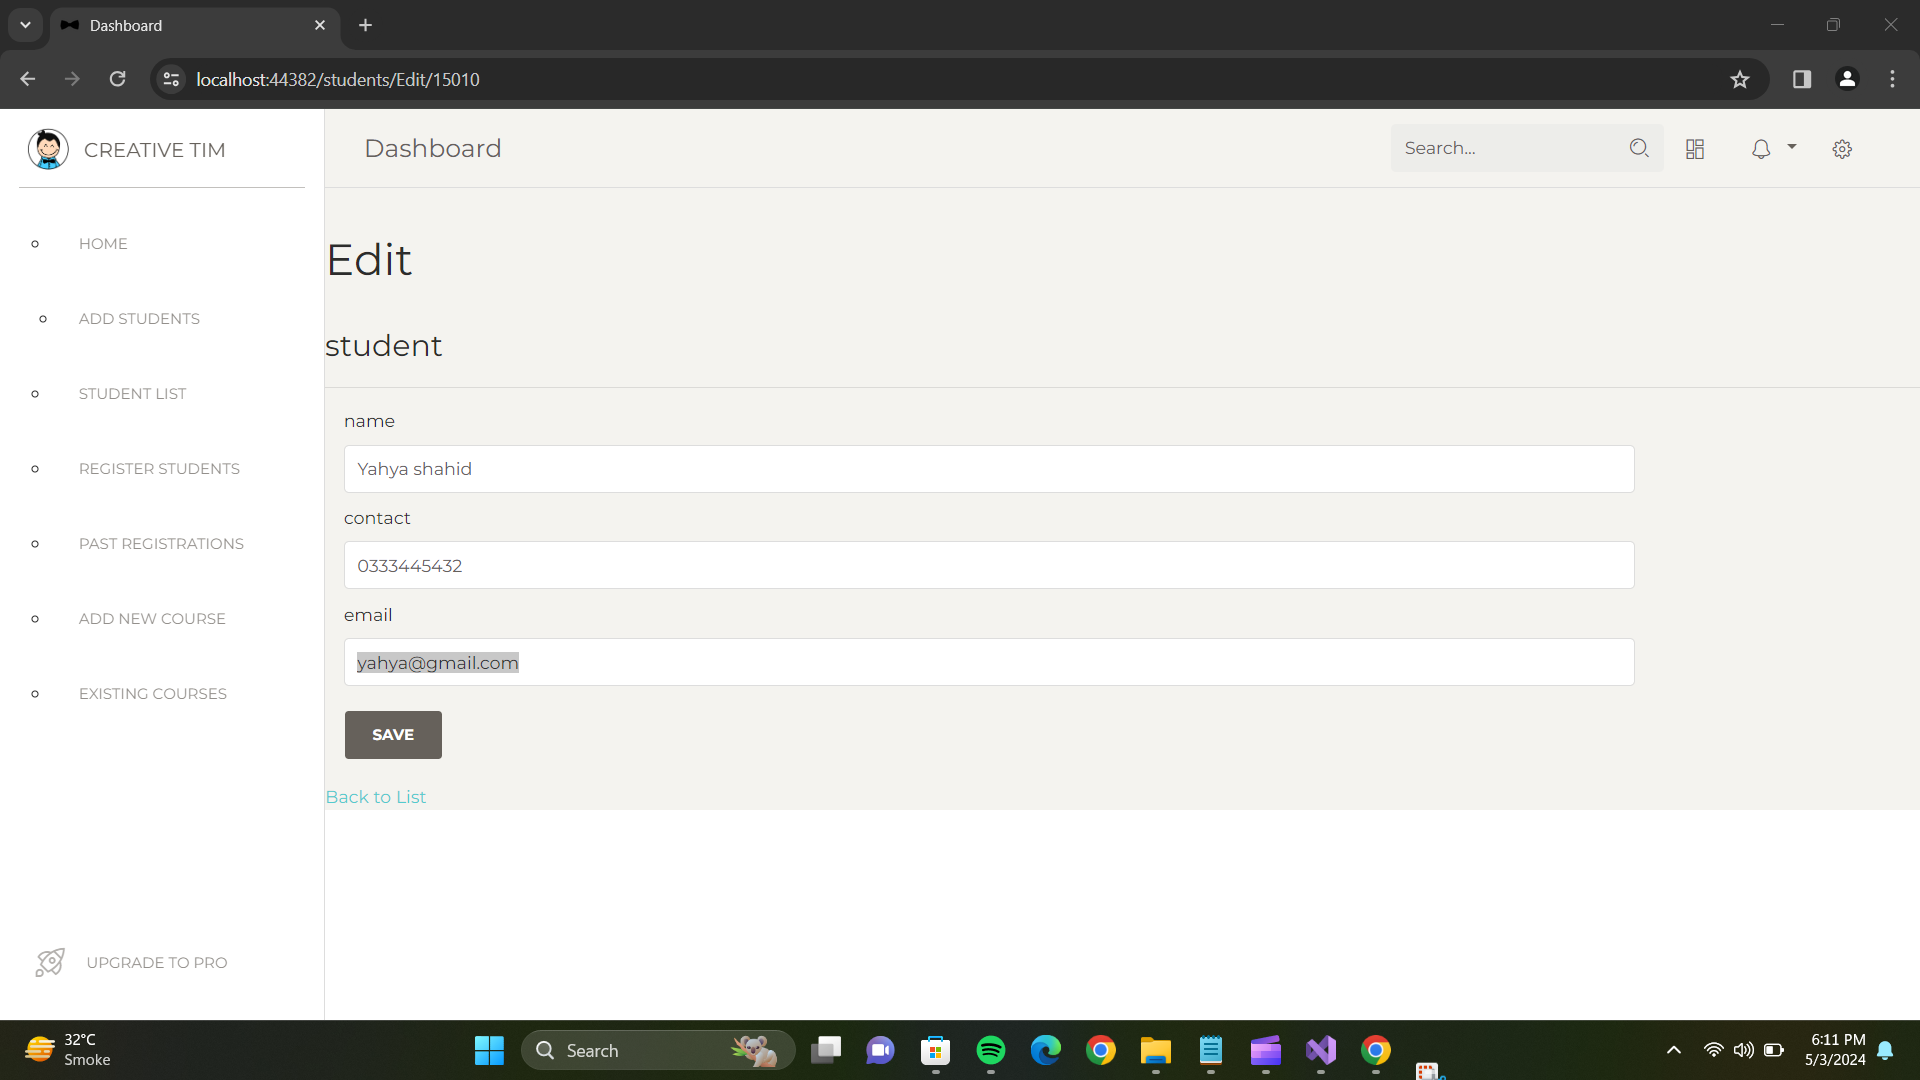 Dashboard
localhost:44382/students/Edit/15010
CREATIVE TIM
Dashboard
Search...
HOME
ADD STUDENTS
STUDENT LIST
REGISTER STUDENTS
PAST REGISTRATIONS
ADD NEW COURSE
EXISTING COURSES
UPGRADE TO PRO
Edit
student
name
Yahya shahid
contact
0333445432
email
yahya@gmail.com
SAVE
Back to List
32°C
Smoke
Search
6:11 PM
5/3/2024